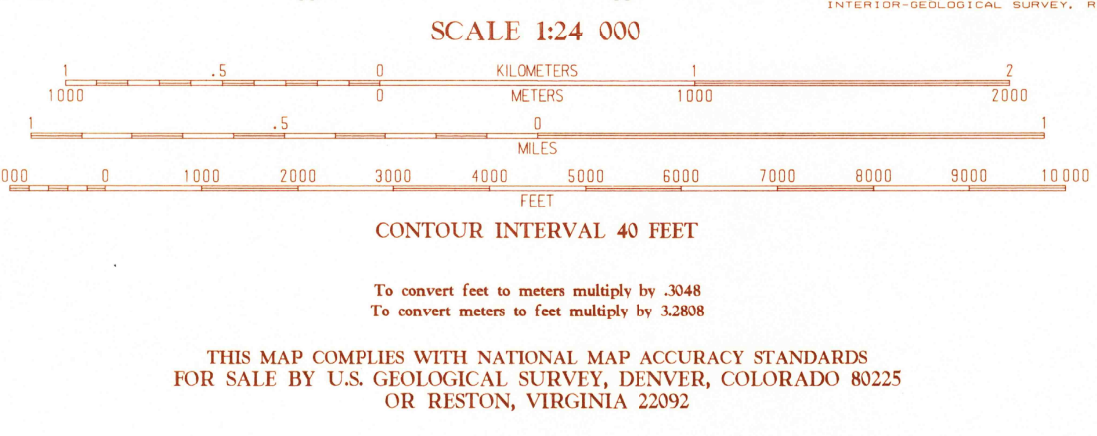 INTERIOR-GEOLOGICAL SURVEY, R
SCALE 1:24 000
1 .5 0 KILOMETERS 1 2
1000 0 METERS 1000 2000
1 .5 0 1
MILES
000 0 1000 2000 3000 4000 5000 6000 7000 8000 9000 10 000
FEET
CONTOUR INTERVAL 40 FEET
To convert feet to meters multiply by .3048
To convert meters to feet multiply by 3.2808
THIS MAP COMPLIES WITH NATIONAL MAP ACCURACY STANDARDS
FOR SALE BY U.S. GEOLOGICAL SURVEY, DENVER, COLORADO 80225
OR RESTON, VIRGINIA 22092